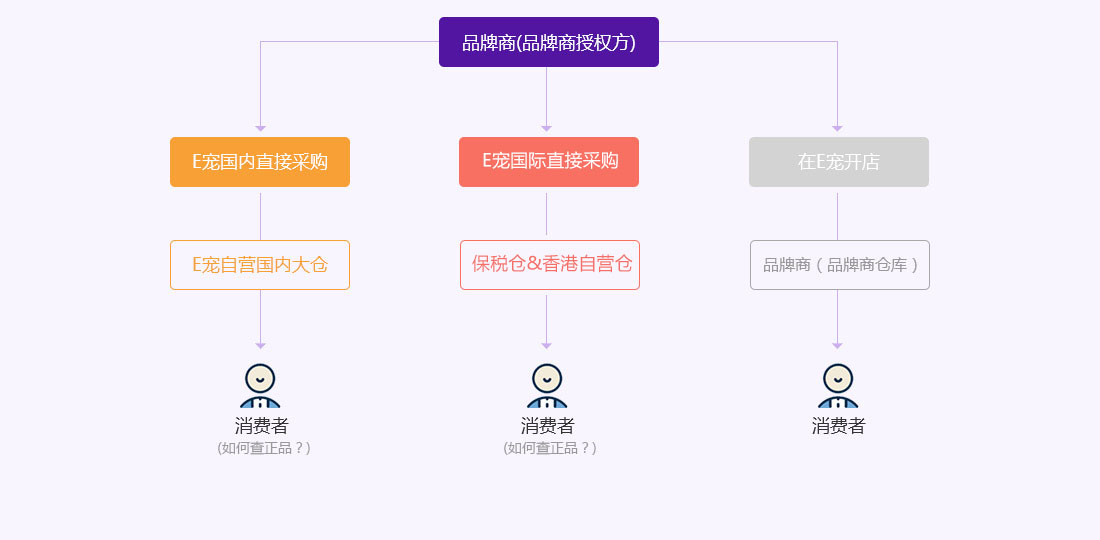 品牌商(品牌商授权方)
E宠国内直接采购
E宠国际直接采购
在E宠开店
E宠自营国内大仓
保税仓&香港自营仓
品牌商（品牌商仓库）
消费者
(如何查正品？)
消费者
(如何查正品？)
消费者